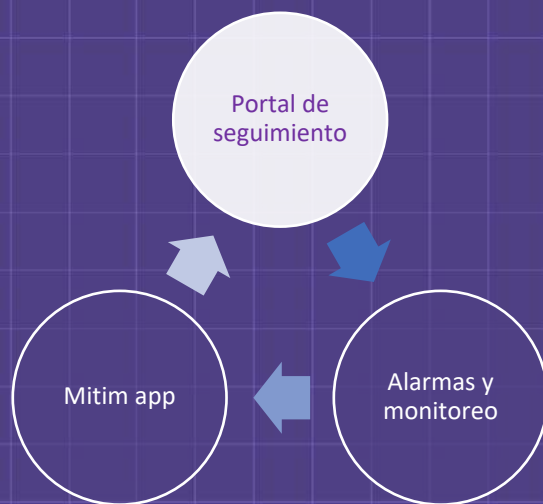 Portal de
seguimiento
Mitim app
Alarmas y
monitoreo